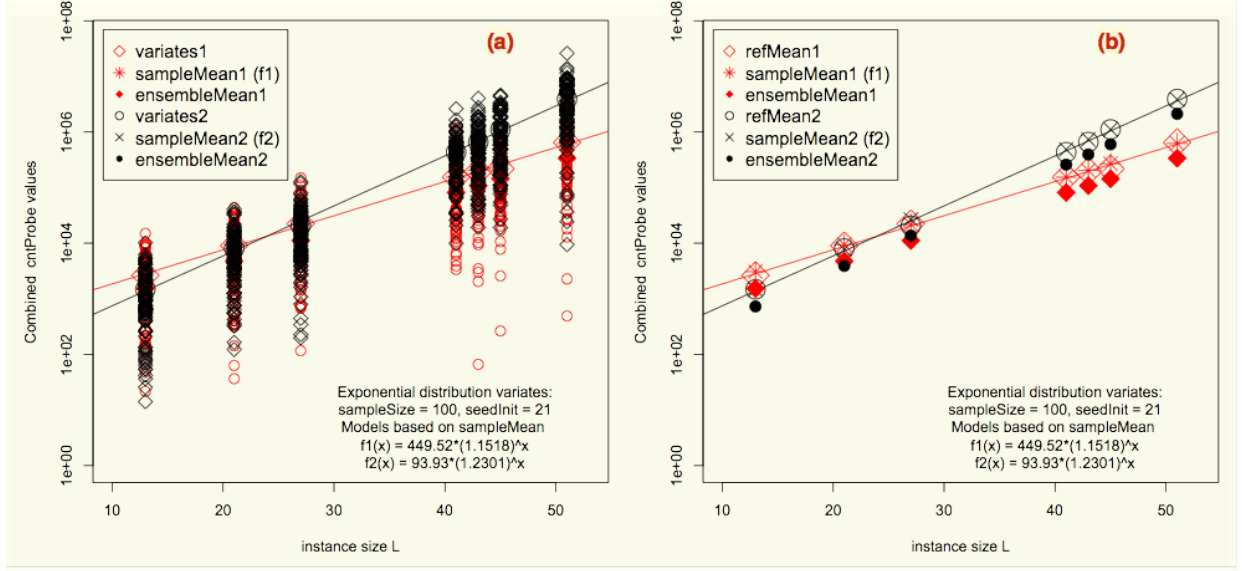 (a)
variates1
sampleMean1 (f1)
ensembleMean1
variates2
sampleMean2 (f2)
ensembleMean2
Combined cntProbe values
1e+08
1e+06
1e+04
1e+02
1e+00
Exponential distribution variates:
sampleSize = 100, seedInit = 21
Models based on sampleMean
f1(x) = 449.52*(1.1518)^x
f2(x) = 93.93*(1.2301)^x
10 20 30 40 50
instance size L
(b)
refMean1
sampleMean1 (f1)
ensembleMean1
refMean2
sampleMean2 (f2)
ensembleMean2
Combined cntProbe values
1e+08
1e+06
1e+04
1e+02
1e+00
Exponential distribution variates:
sampleSize = 100, seedInit = 21
Models based on sampleMean
f1(x) = 449.52*(1.1518)^x
f2(x) = 93.93*(1.2301)^x
10 20 30 40 50
instance size L